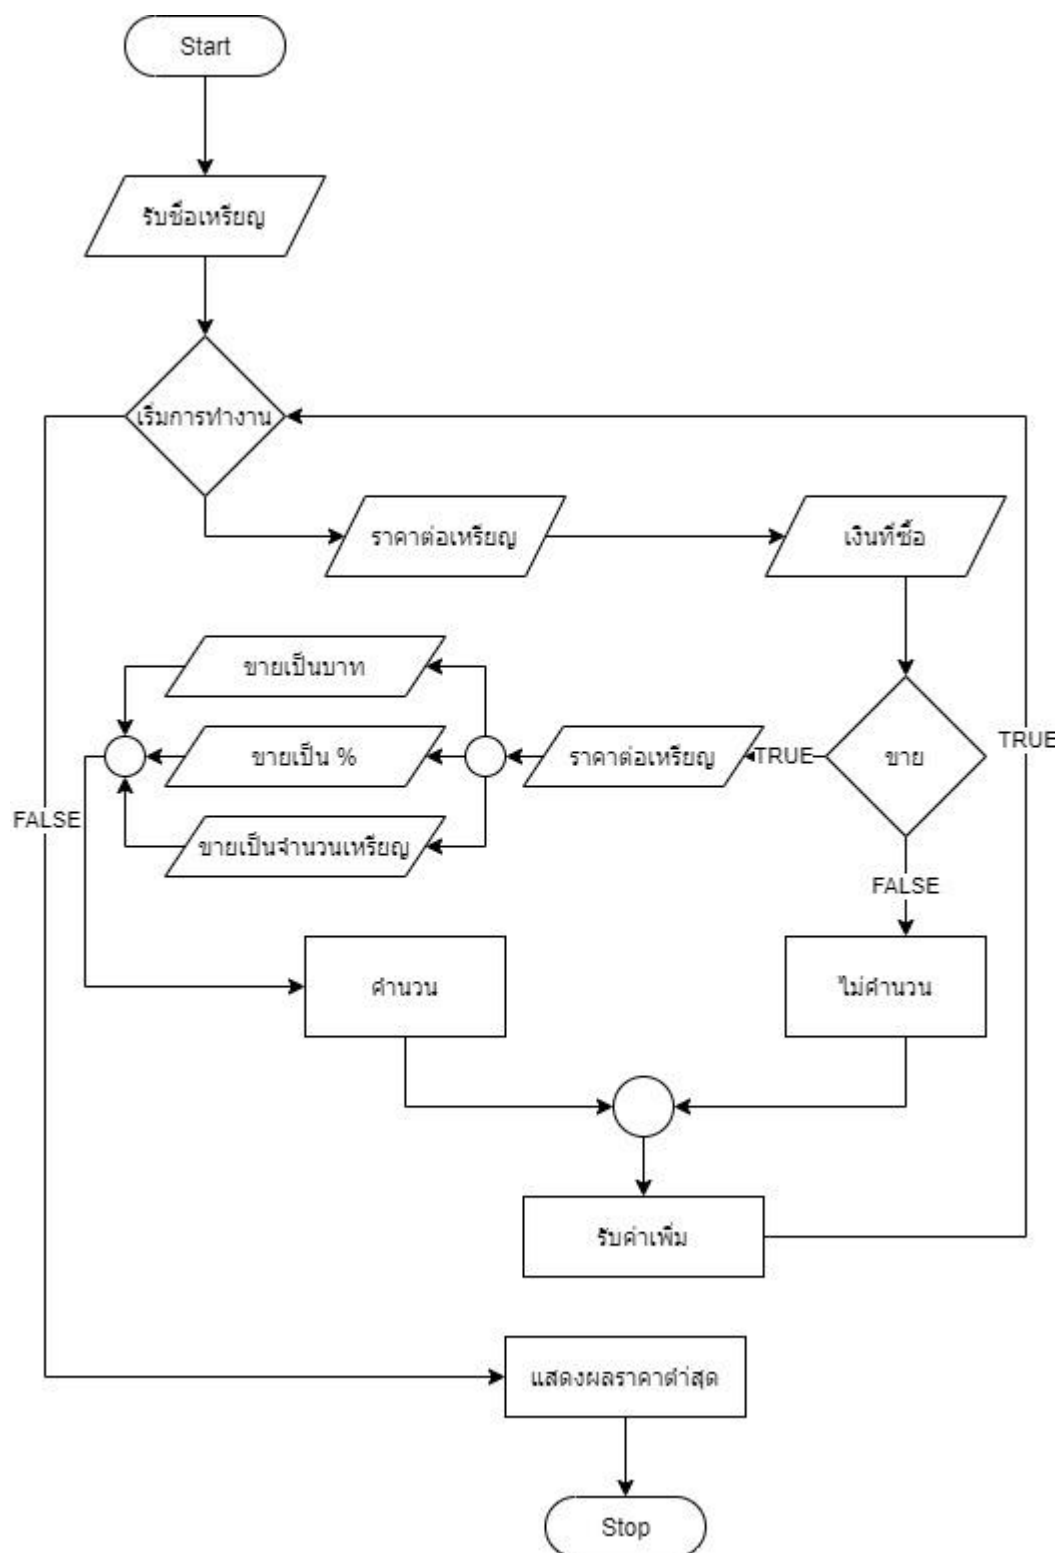 Start
รับชื่อเหรียญ
เริ่มการทำงาน
ราคาต่อเหรียญ
เงินที่ซื้อ
ขายเป็นบาท
ขายเป็น %
ราคาต่อเหรียญ
TRUE
ขาย
TRUE
FALSE
ขายเป็นจำนวนเหรียญ
FALSE
คำนวน
ไม่คำนวน
รับค่าเพิ่ม
แสดงผลราคาต่ำสุด
Stop